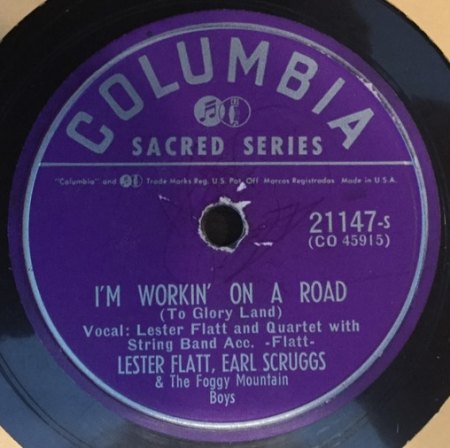 COLUMBIA
SACRED SERIES
"Columbia" and Trade Marks Reg. U.S. Pat. Off. Marcas Registradas Made in U.S.A.
21147-s
(CO 45915)
I'M WORKIN' ON A ROAD
(To Glory Land)
Vocal: Lester Flatt and Quartet with
String Band Acc. -Flatt-
LESTER FLATT, EARL SCRUGGS
& The Foggy Mountain
Boys